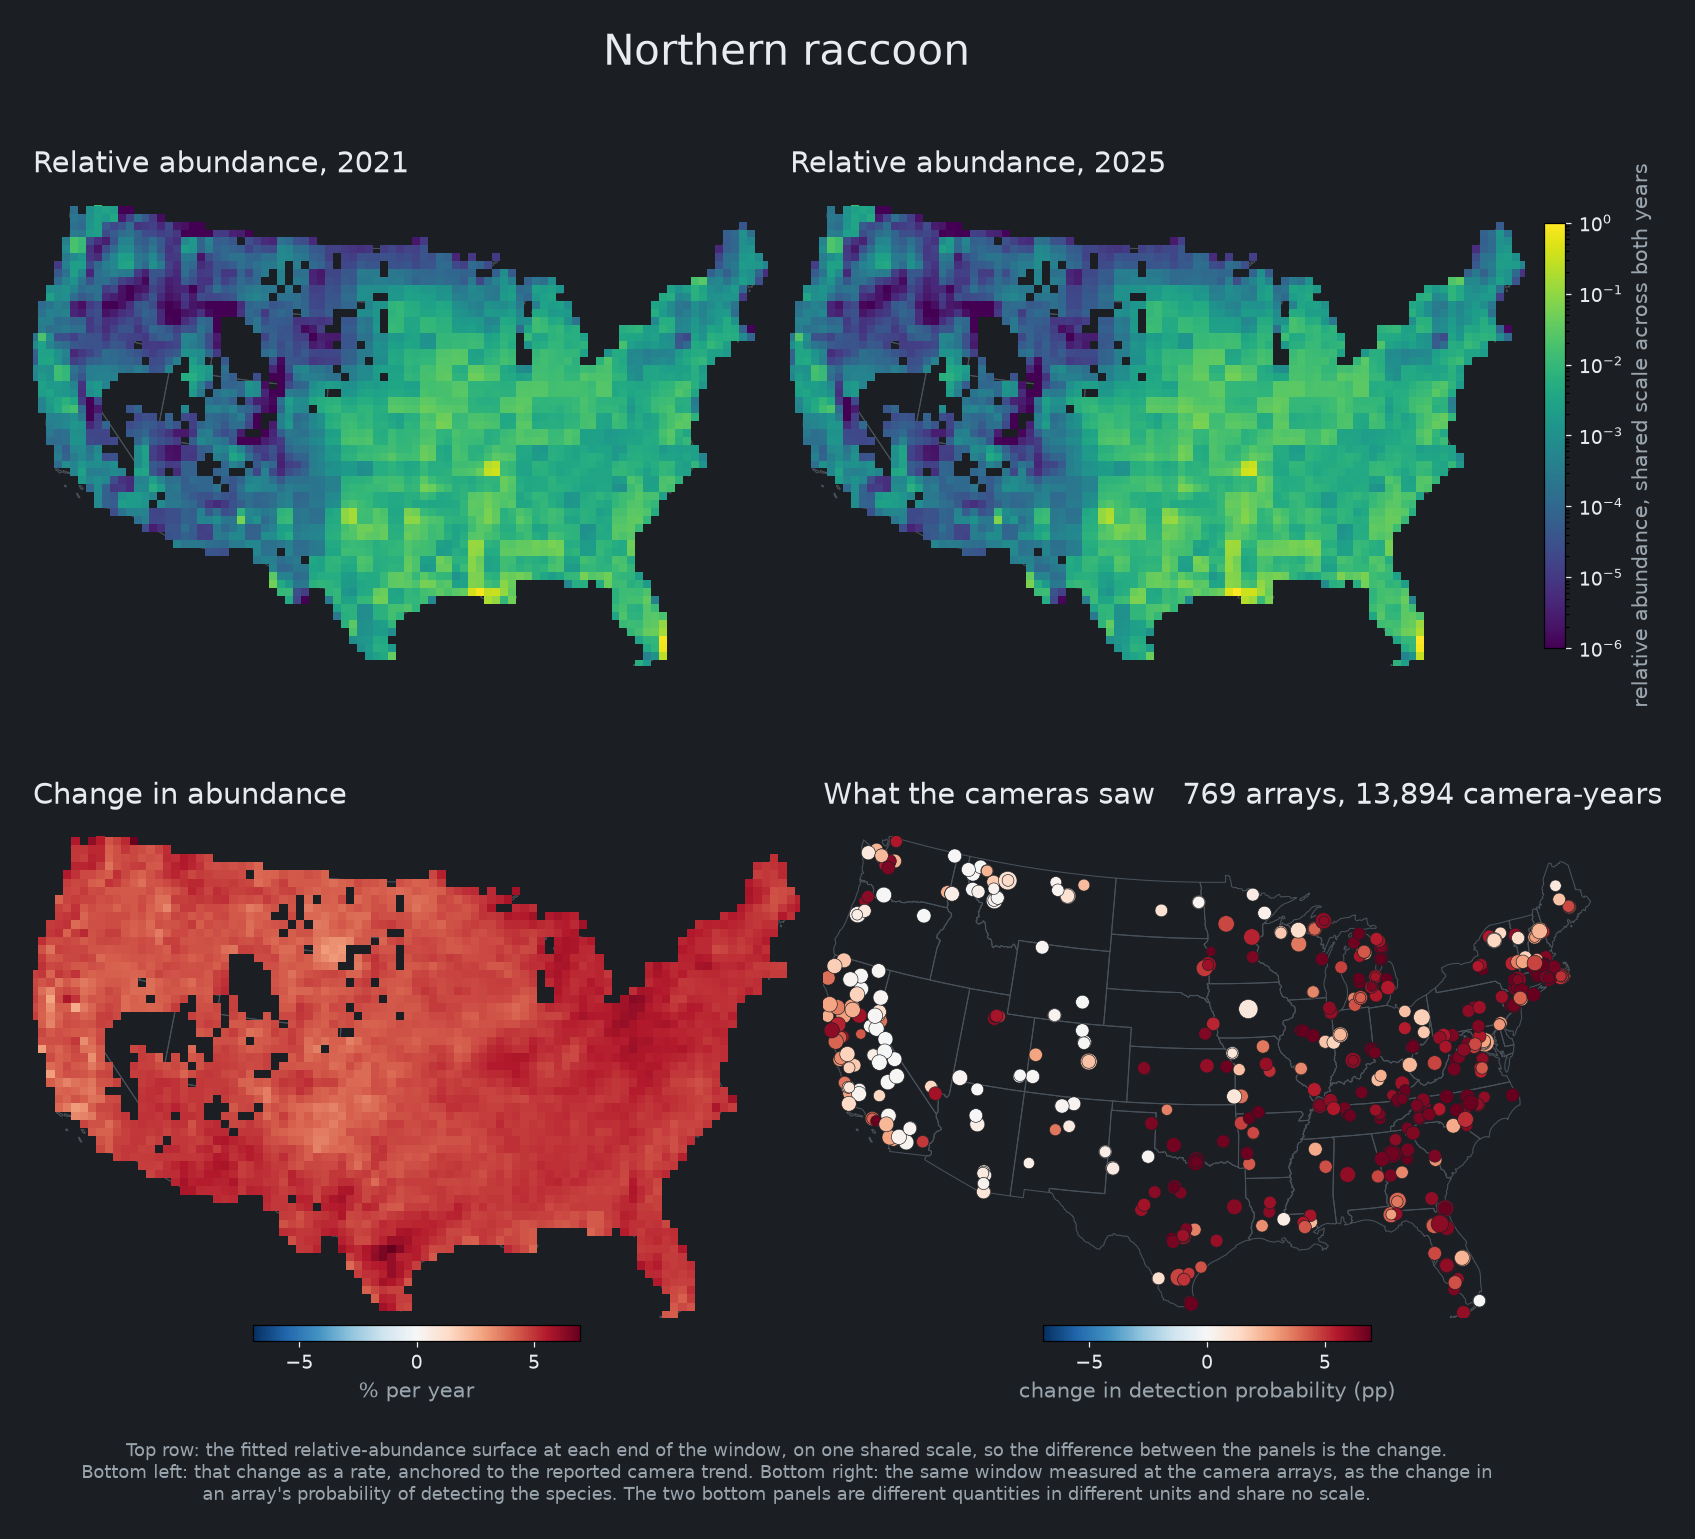 Northern raccoon
Relative abundance, 2021
Relative abundance, 2025
10⁰
10⁻¹
10⁻²
10⁻³
10⁻⁴
10⁻⁵
10⁻⁶
relative abundance, shared scale across both years
Change in abundance
What the cameras saw 769 arrays, 13,894 camera-years
−5 0 5
% per year
−5 0 5
change in detection probability (pp)
Top row: the fitted relative-abundance surface at each end of the window, on one shared scale, so the difference between the panels is the change.
Bottom left: that change as a rate, anchored to the reported camera trend. Bottom right: the same window measured at the camera arrays, as the change in
an array's probability of detecting the species. The two bottom panels are different quantities in different units and share no scale.